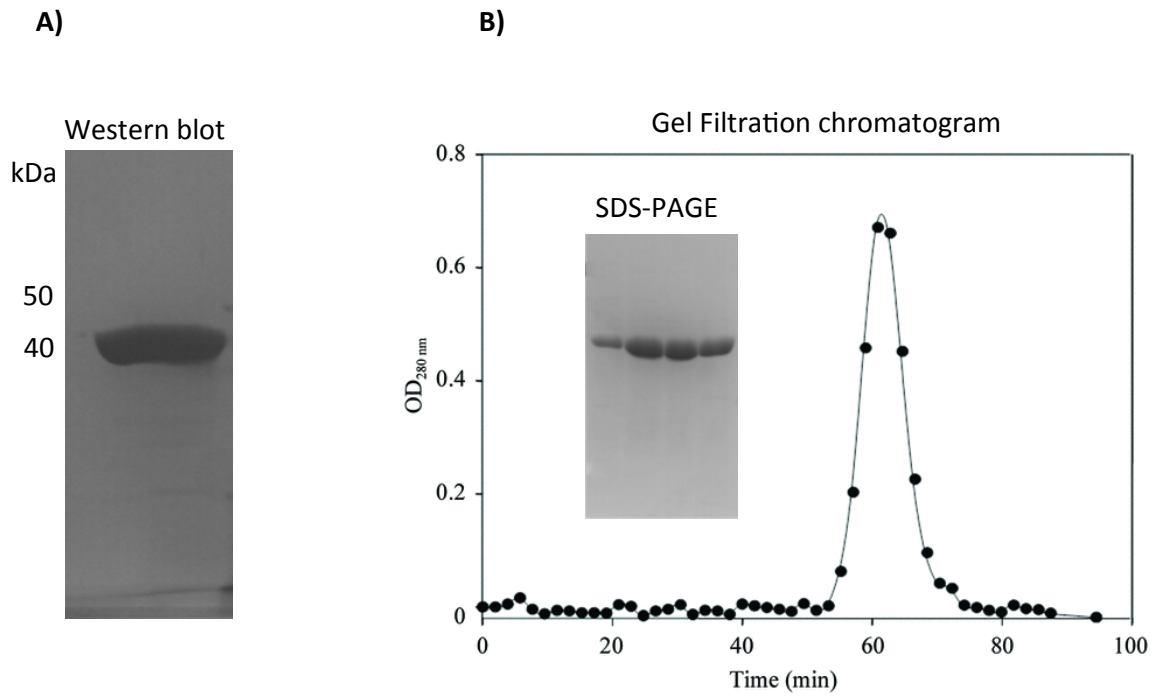 A)
B)
Western blot
kDa
50
40
Gel Filtration chromatogram
SDS-PAGE
0.8
0.6
0.4
0.2
0
OD280 nm
0
20
40
60
80
100
Time (min)